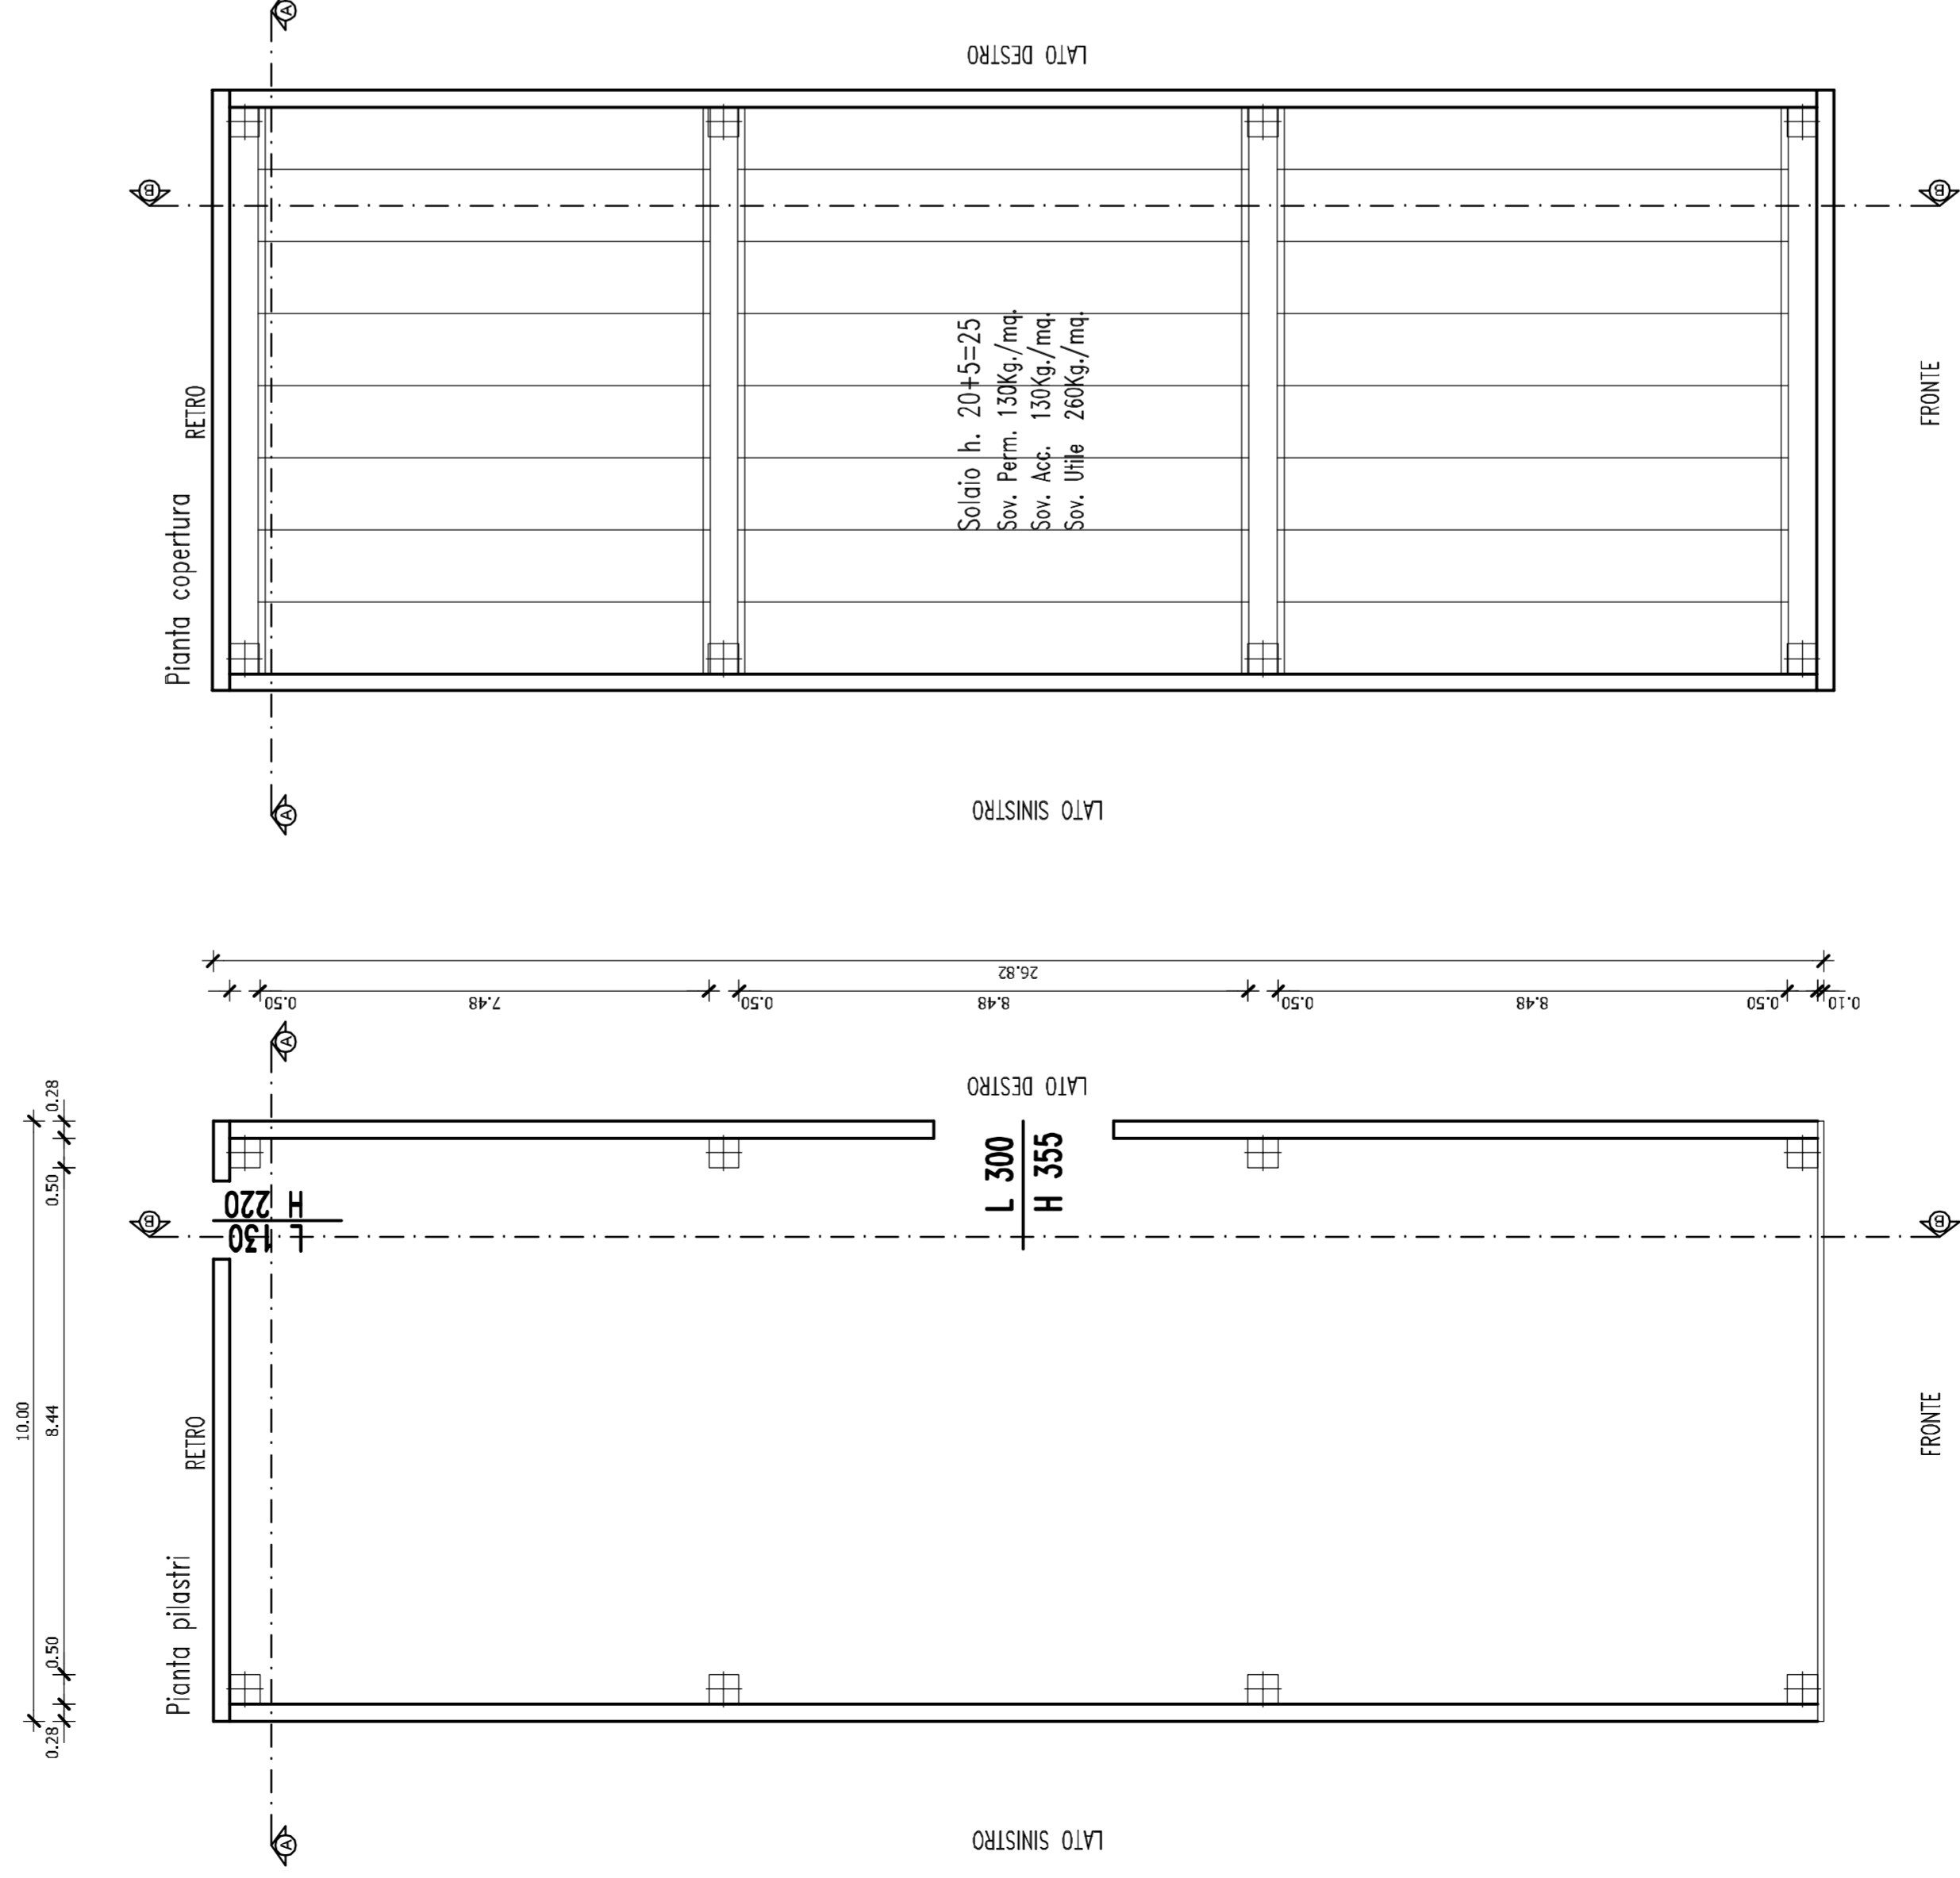 A
LATO DESTRO
B
B
RETRO
Pianta copertura
Solaio h. 20+5=25
Sov. Perm. 130Kg./mq.
Sov. Acc. 130Kg./mq.
Sov. Utile 260Kg./mq.
FRONTE
A
LATO SINISTRO
26.82
0.50
7.48
0.50
8.48
0.50
8.48
0.50
0.10
A
LATO DESTRO
10.00
0.28
0.50
8.44
0.50
0.28
B
B
L 130
H 220
L 300
H 355
RETRO
Pianta pilastri
FRONTE
A
LATO SINISTRO